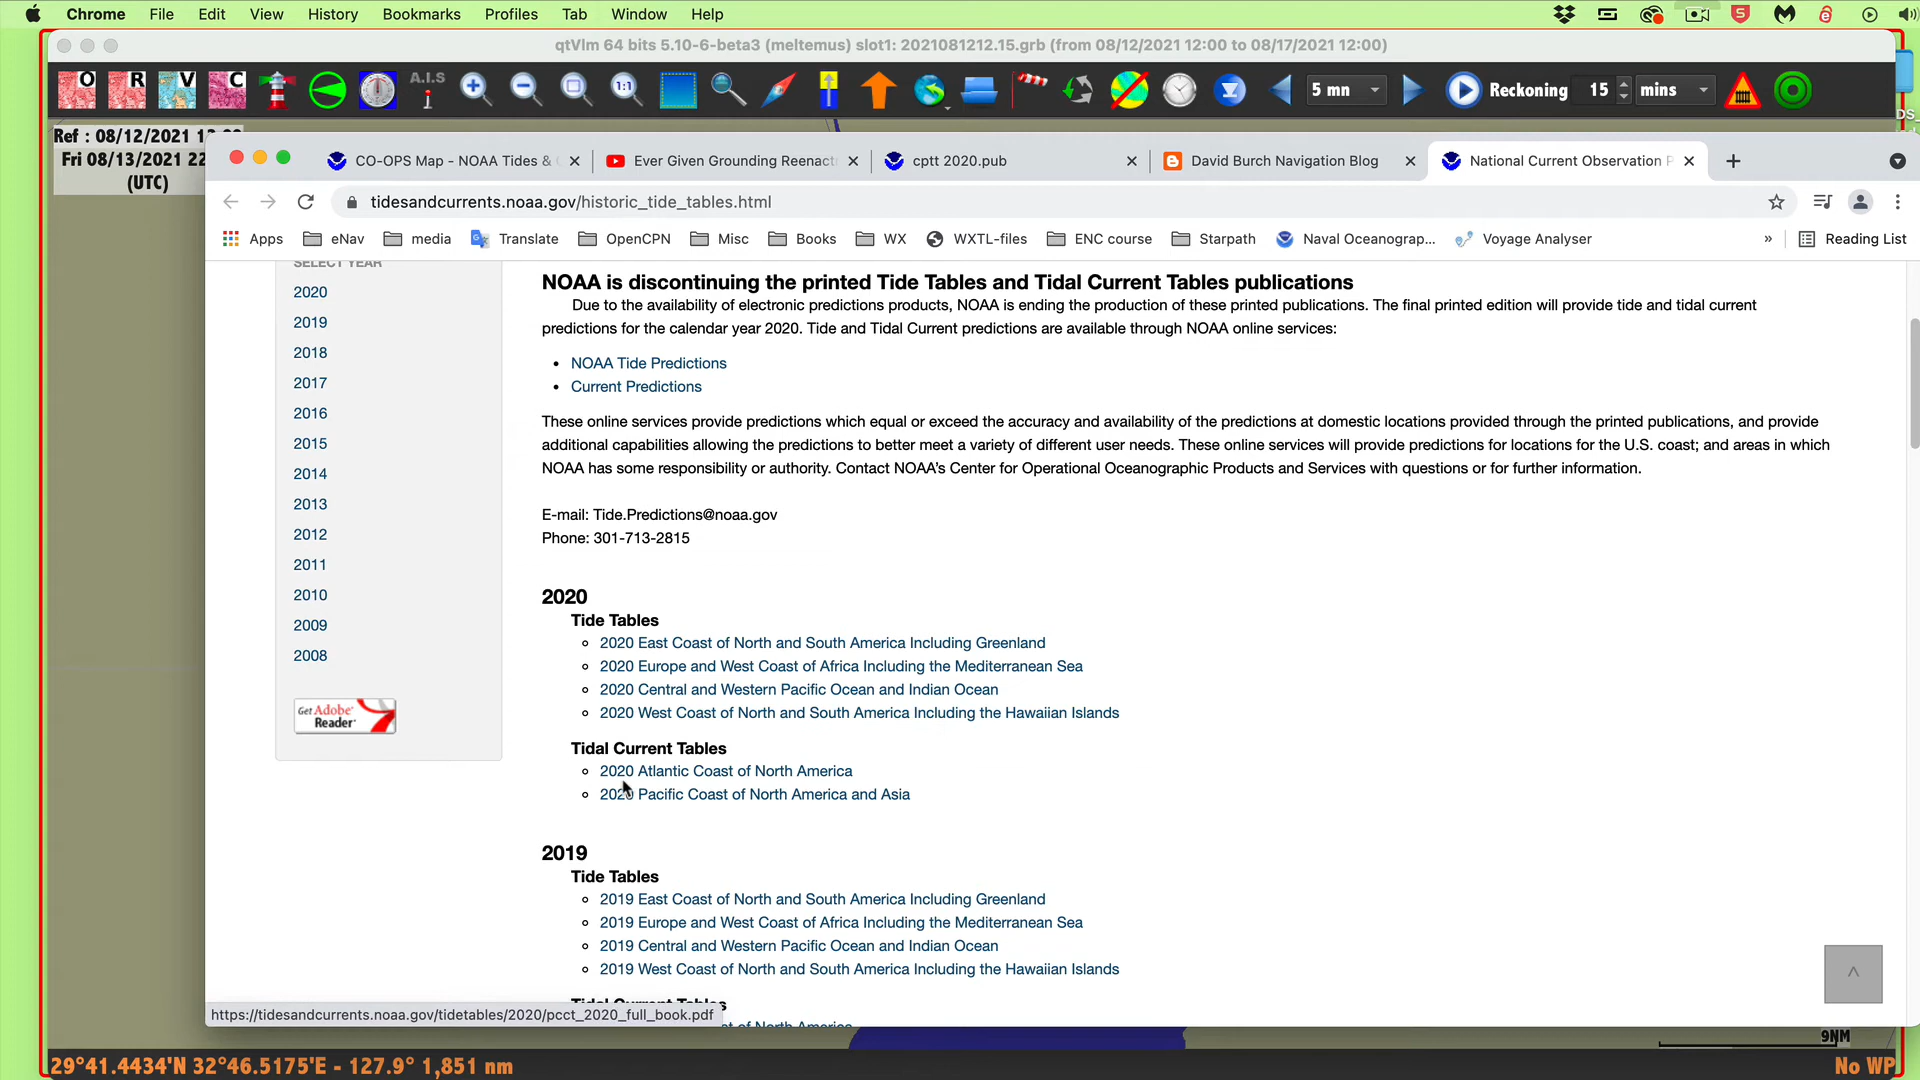 Chrome File Edit View History Bookmarks Profiles Tab Window Help
qtVlm 64 bits 5.10-6-beta3 (meltemus) slot1: 2021081212.15.grb (from 08/12/2021 12:00 to 08/17/2021 12:00)
O R V C A.I.S 1:1 5 mn Reckoning 15 mins
Ref : 08/12/2021
Fri 08/13/2021 22
(UTC)
CO-OPS Map - NOAA Tides & Ever Given Grounding Reenact cptt 2020.pub David Burch Navigation Blog National Current Observation P
tidesandcurrents.noaa.gov/historic_tide_tables.html
Apps eNav media Translate OpenCPN Misc Books WX WXTL-files ENC course Starpath Naval Oceanograp... Voyage Analyser » Reading List
SELECT YEAR
2020
2019
2018
2017
2016
2015
2014
2013
2012
2011
2010
2009
2008
Get Adobe
Reader
NOAA is discontinuing the printed Tide Tables and Tidal Current Tables publications
Due to the availability of electronic predictions products, NOAA is ending the production of these printed publications. The final printed edition will provide tide and tidal current
predictions for the calendar year 2020. Tide and Tidal Current predictions are available through NOAA online services:
• NOAA Tide Predictions
• Current Predictions
These online services provide predictions which equal or exceed the accuracy and availability of the predictions at domestic locations provided through the printed publications, and provide
additional capabilities allowing the predictions to better meet a variety of different user needs. These online services will provide predictions for locations for the U.S. coast; and areas in which
NOAA has some responsibility or authority. Contact NOAA's Center for Operational Oceanographic Products and Services with questions or for further information.
E-mail: Tide.Predictions@noaa.gov
Phone: 301-713-2815
2020
Tide Tables
2020 East Coast of North and South America Including Greenland
2020 Europe and West Coast of Africa Including the Mediterranean Sea
2020 Central and Western Pacific Ocean and Indian Ocean
2020 West Coast of North and South America Including the Hawaiian Islands
Tidal Current Tables
2020 Atlantic Coast of North America
2020 Pacific Coast of North America and Asia
2019
Tide Tables
2019 East Coast of North and South America Including Greenland
2019 Europe and West Coast of Africa Including the Mediterranean Sea
2019 Central and Western Pacific Ocean and Indian Ocean
2019 West Coast of North and South America Including the Hawaiian Islands
Tidal Current Tables
st of North America
https://tidesandcurrents.noaa.gov/tidetables/2020/pcct_2020_full_book.pdf
9NM
29°41.4434'N 32°46.5175'E - 127.9° 1,851 nm
No WP